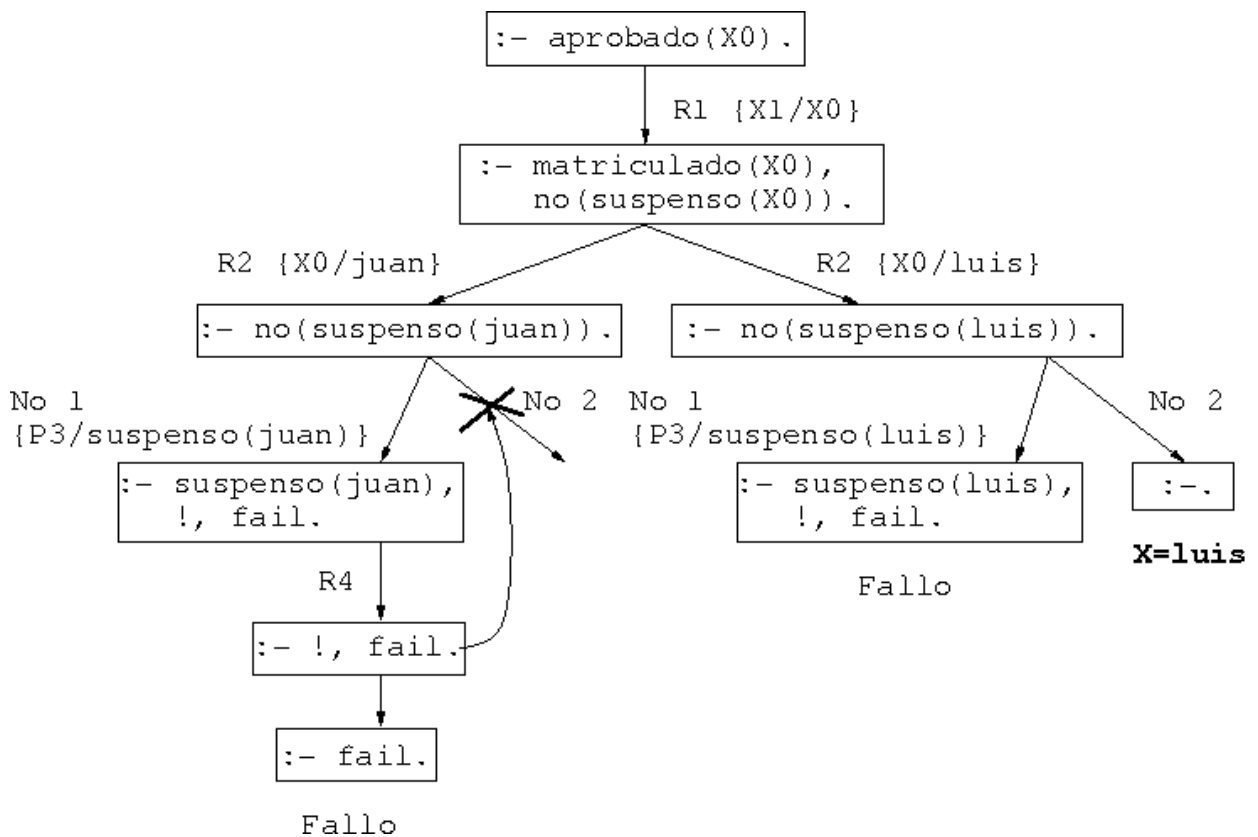 :- aprobado(X0).
R1 {X1/X0}
:- matriculado(X0),
no(suspenso(X0)).
R2 {X0/juan}
R2 {X0/luis}
:- no(suspenso(juan)).
:- no(suspenso(luis)).
No 1
{P3/suspenso(juan)}
No 2
No 1
{P3/suspenso(luis)}
No 2
:- suspenso(juan),
!, fail.
:- suspenso(luis),
!, fail.
:-.
X=luis
R4
Fallo
:- !, fail.
:- fail.
Fallo